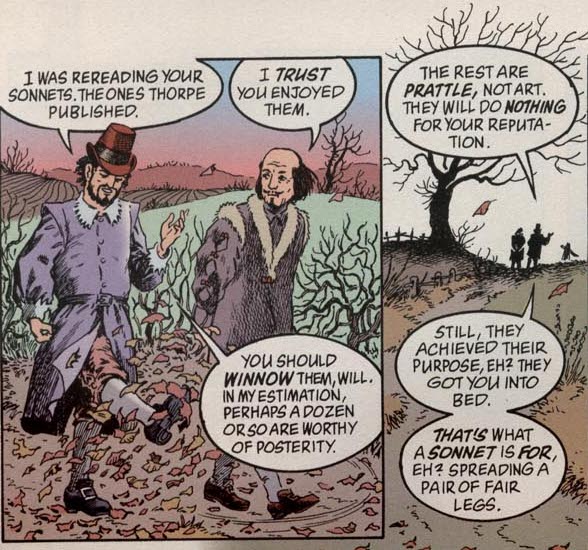 I WAS REREADING YOUR
SONNETS. THE ONES THORPE
PUBLISHED.
I TRUST
YOU ENJOYED
THEM.
YOU SHOULD
WINNOW THEM, WILL.
IN MY ESTIMATION,
PERHAPS A DOZEN
OR SO ARE WORTHY
OF POSTERITY.
THE REST ARE
PRATTLE, NOT ART.
THEY WILL DO NOTHING
FOR YOUR REPUTA-
TION.
STILL, THEY
ACHIEVED THEIR
PURPOSE, EH? THEY
GOT YOU INTO
BED.
THAT'S WHAT
A SONNET IS FOR,
EH? SPREADING A
PAIR OF FAIR
LEGS.